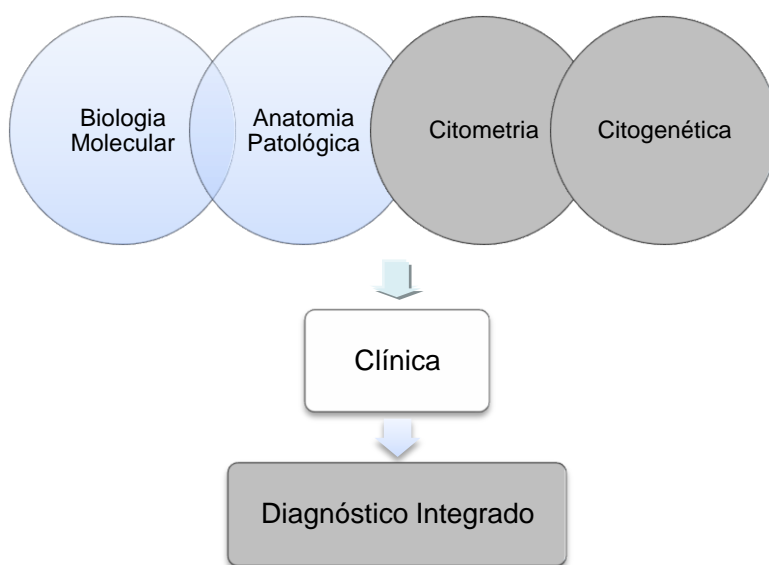 Biologia
Molecular
Anatomia
Patológica
Citometria
Citogenética
Clínica
Diagnóstico Integrado